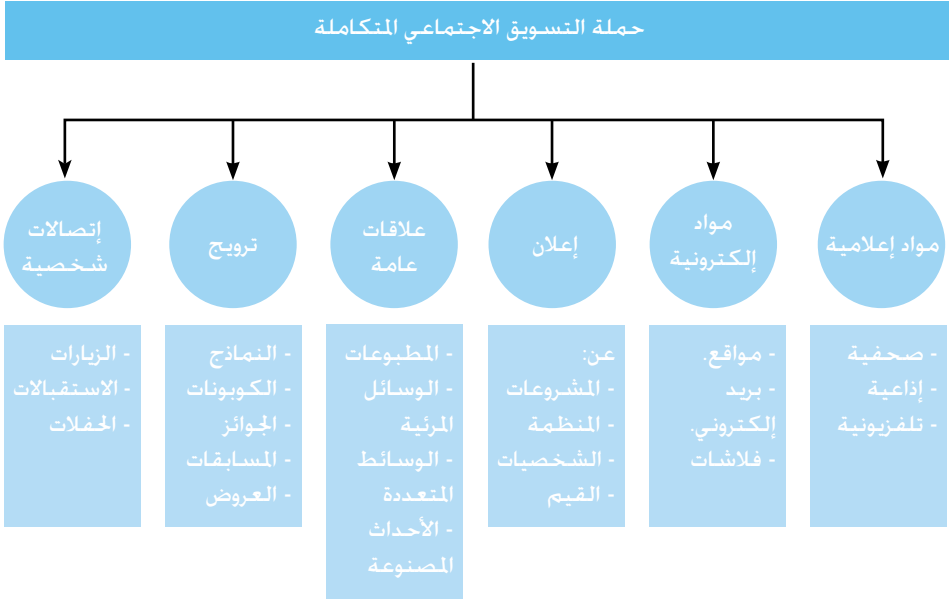 حملة التسويق الاجتماعي المتكاملة
مواد إعلامية
مواد
إلكترونية
إعلان
علاقات
عامة
ترويج
إتصالات
شخصية
- صحفية
- إذاعية
- تلفزيونية
- مواقع.
- بريد
إلكتروني.
- فلاشات
عن:
- المشروعات
- المنظمة
- الشخصيات
- القيم
- المطبوعات
- الوسائل
المرئية
- الوسائط
المتعددة
- الأحداث
المصنوعة
- النماذج
- الكوبونات
- الجوائز
- المسابقات
- العروض
- الزيارات
- الاستقبالات
- الحفلات